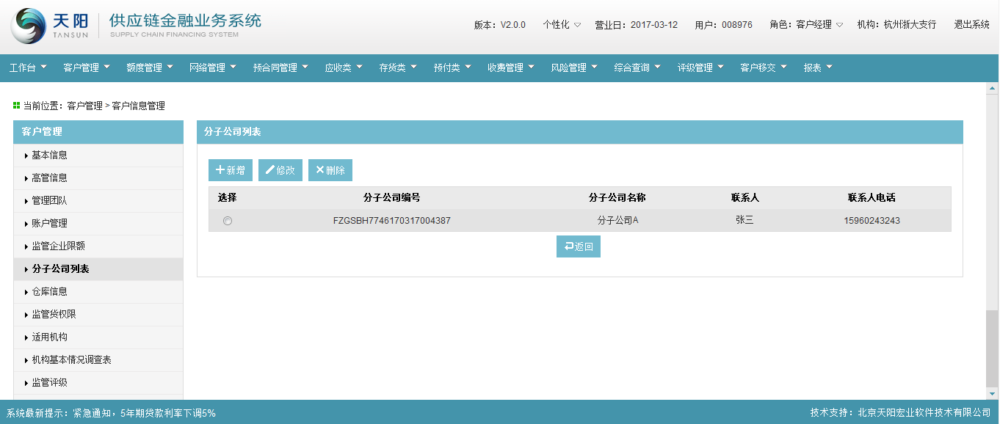 天阳 TANSUN 供应链金融业务系统
SUPPLY CHAIN FINANCING SYSTEM
版本：V2.0.0 个性化 营业日：2017-03-12 用户：008976 角色：客户经理 机构：杭州浙大支行 退出系统
工作台 客户管理 额度管理 网络管理 预合同管理 应收类 存货类 预付类 收费管理 风险管理 综合查询 评级管理 客户移交 报表
当前位置：客户管理 > 客户信息管理
客户管理
基本信息
高管信息
管理团队
账户管理
监管企业限额
分子公司列表
仓库信息
监管货权限
适用机构
机构基本情况调查表
监管评级
分子公司列表
新增 修改 删除
选择 分子公司编号 分子公司名称 联系人 联系人电话
FZGSBH7746170317004387 分子公司A 张三 15960243243
返回
系统最新提示：紧急通知，5年期贷款利率下调5% 技术支持：北京天阳宏业软件技术有限公司